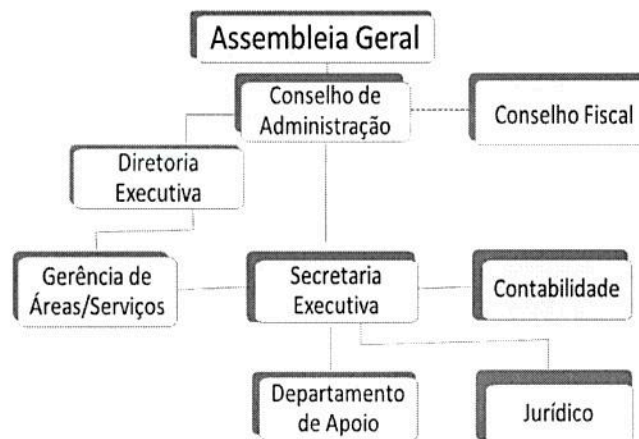 Assembleia Geral
Conselho de
Administração
Conselho Fiscal
Diretoria
Executiva
Gerência de
Áreas/Serviços
Secretaria
Executiva
Contabilidade
Departamento
de Apoio
Jurídico